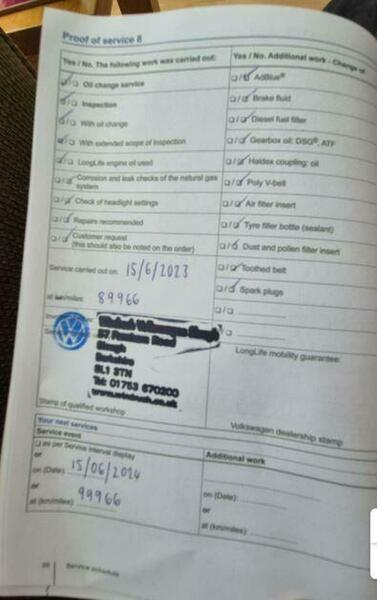 Proof of service 8
Yes / No. The following work was carried out:
Oil change service
Inspection
With oil change
With extended scope of inspection
LongLife engine oil used
Corrosion and leak checks of the natural gas system
Check of headlight settings
Repairs recommended
Customer request
(this should also be noted on the order)
Service carried out on: 15/6/2023
at km/miles: 89966
Yes / No. Additional work - Change of
AdBlue®
Brake fluid
Diesel fuel filter
Gearbox oil: DSG®, ATF
Haldex coupling: oil
Poly V-belt
Air filter insert
Tyre filler bottle (sealant)
Dust and pollen filter insert
Toothed belt
Spark plugs
LongLife mobility guarantee:
Slough
Berkshire
SL1 3TN
Tel: 01753 670200
Stamp of qualified workshop
Volkswagen dealership stamp
Your next services
Service event
as per Service interval display
or
on (Date): 15/06/2024
or
at (km/miles): 99966
Additional work
on (Date):
or
at (km/miles):
Service schedule